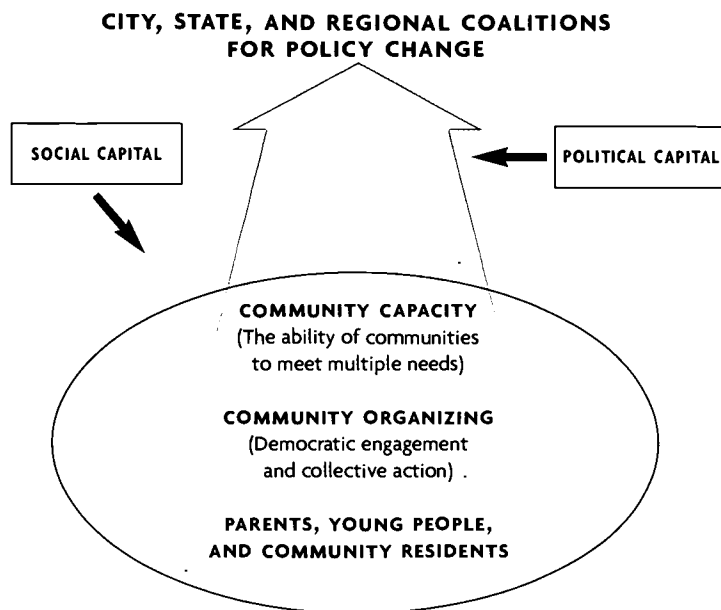 CITY, STATE, AND REGIONAL COALITIONS
FOR POLICY CHANGE
SOCIAL CAPITAL
POLITICAL CAPITAL
COMMUNITY CAPACITY
(The ability of communities
to meet multiple needs)
COMMUNITY ORGANIZING
(Democratic engagement
and collective action)
PARENTS, YOUNG PEOPLE,
AND COMMUNITY RESIDENTS